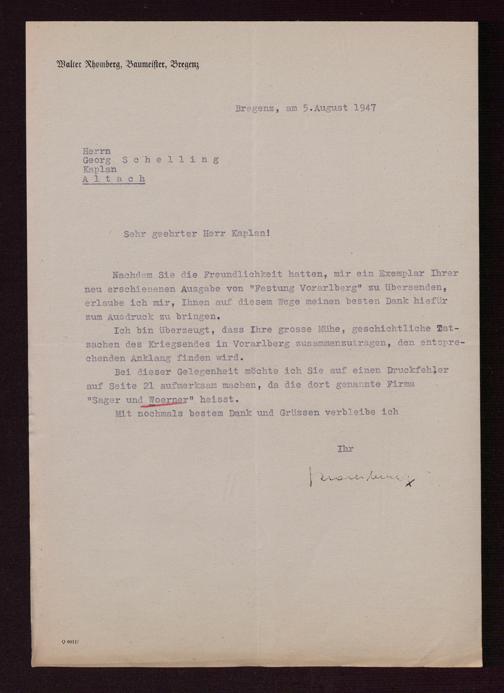 Walter Rhomberg, Baumeister, Bregenz
Bregenz, am 5.August 1947
Herrn
Georg S c h e l l i n g
Kaplan
A l t a c h
Sehr geehrter Herr Kaplan!
Nachdem Sie die Freundlichkeit hatten, mir ein Exemplar Ihrer
neu erschienenen Ausgabe von "Festung Vorarlberg" zu übersenden,
erlaube ich mir, Ihnen auf diesem Wege meinen besten Dank hiefür
zum Ausdruck zu bringen.
Ich bin überzeugt, dass Ihre grosse Mühe, geschichtliche Tat-
sachen des Kriegsendes in Vorarlberg zusammenzutragen, den entspre-
chenden Anklang finden wird.
Bei dieser Gelegenheit möchte ich Sie auf einen Druckfehler
auf Seite 21 aufmerksam machen, da die dort genannte Firma
"Sager und Woerner" heisst.
Mit nochmals bestem Dank und Grüssen verbleibe ich
Ihr